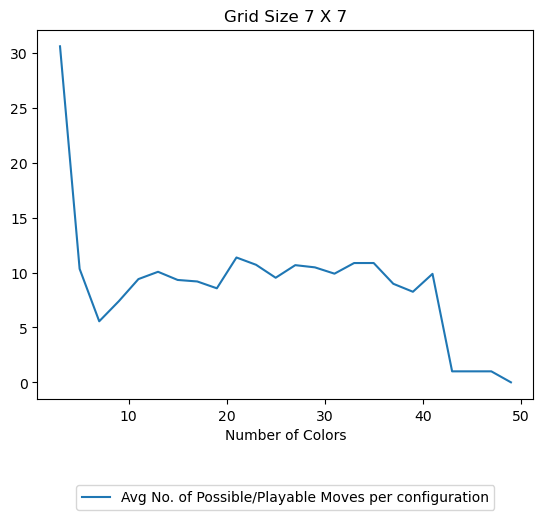 Grid Size 7 X 7
30
25
20
15
10
5
0
10 20 30 40 50
Number of Colors
Avg No. of Possible/Playable Moves per configuration